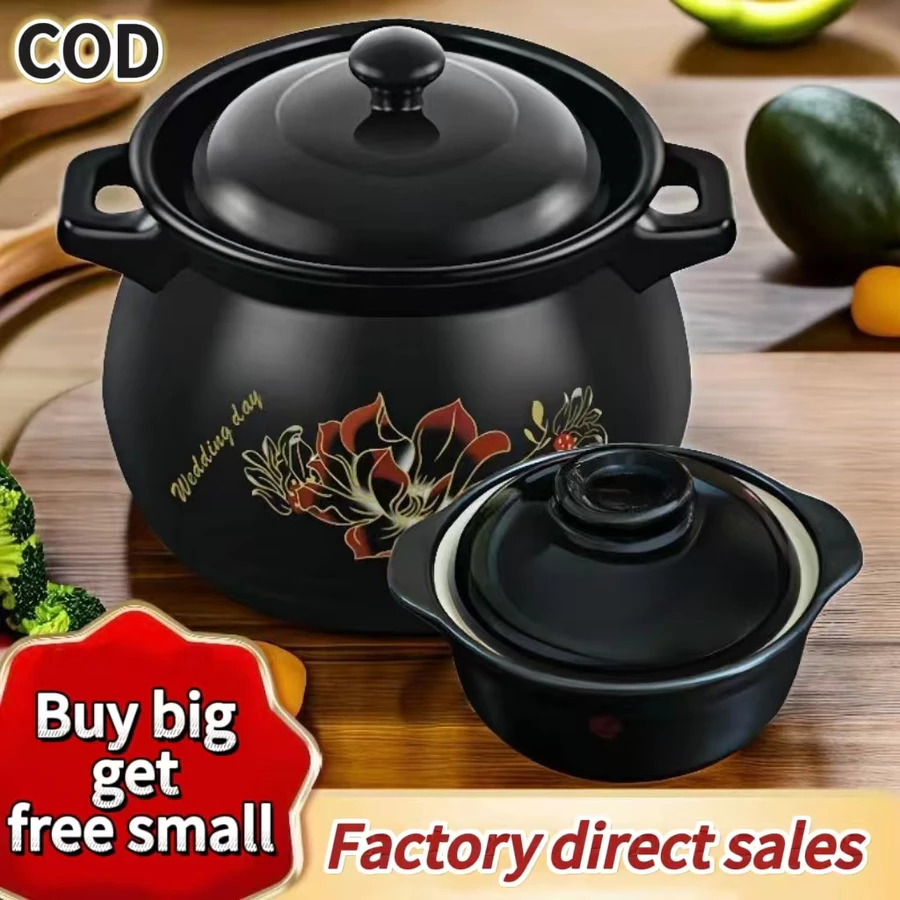 COD
Wedding day
Buy big
get
free small
Factory direct sales